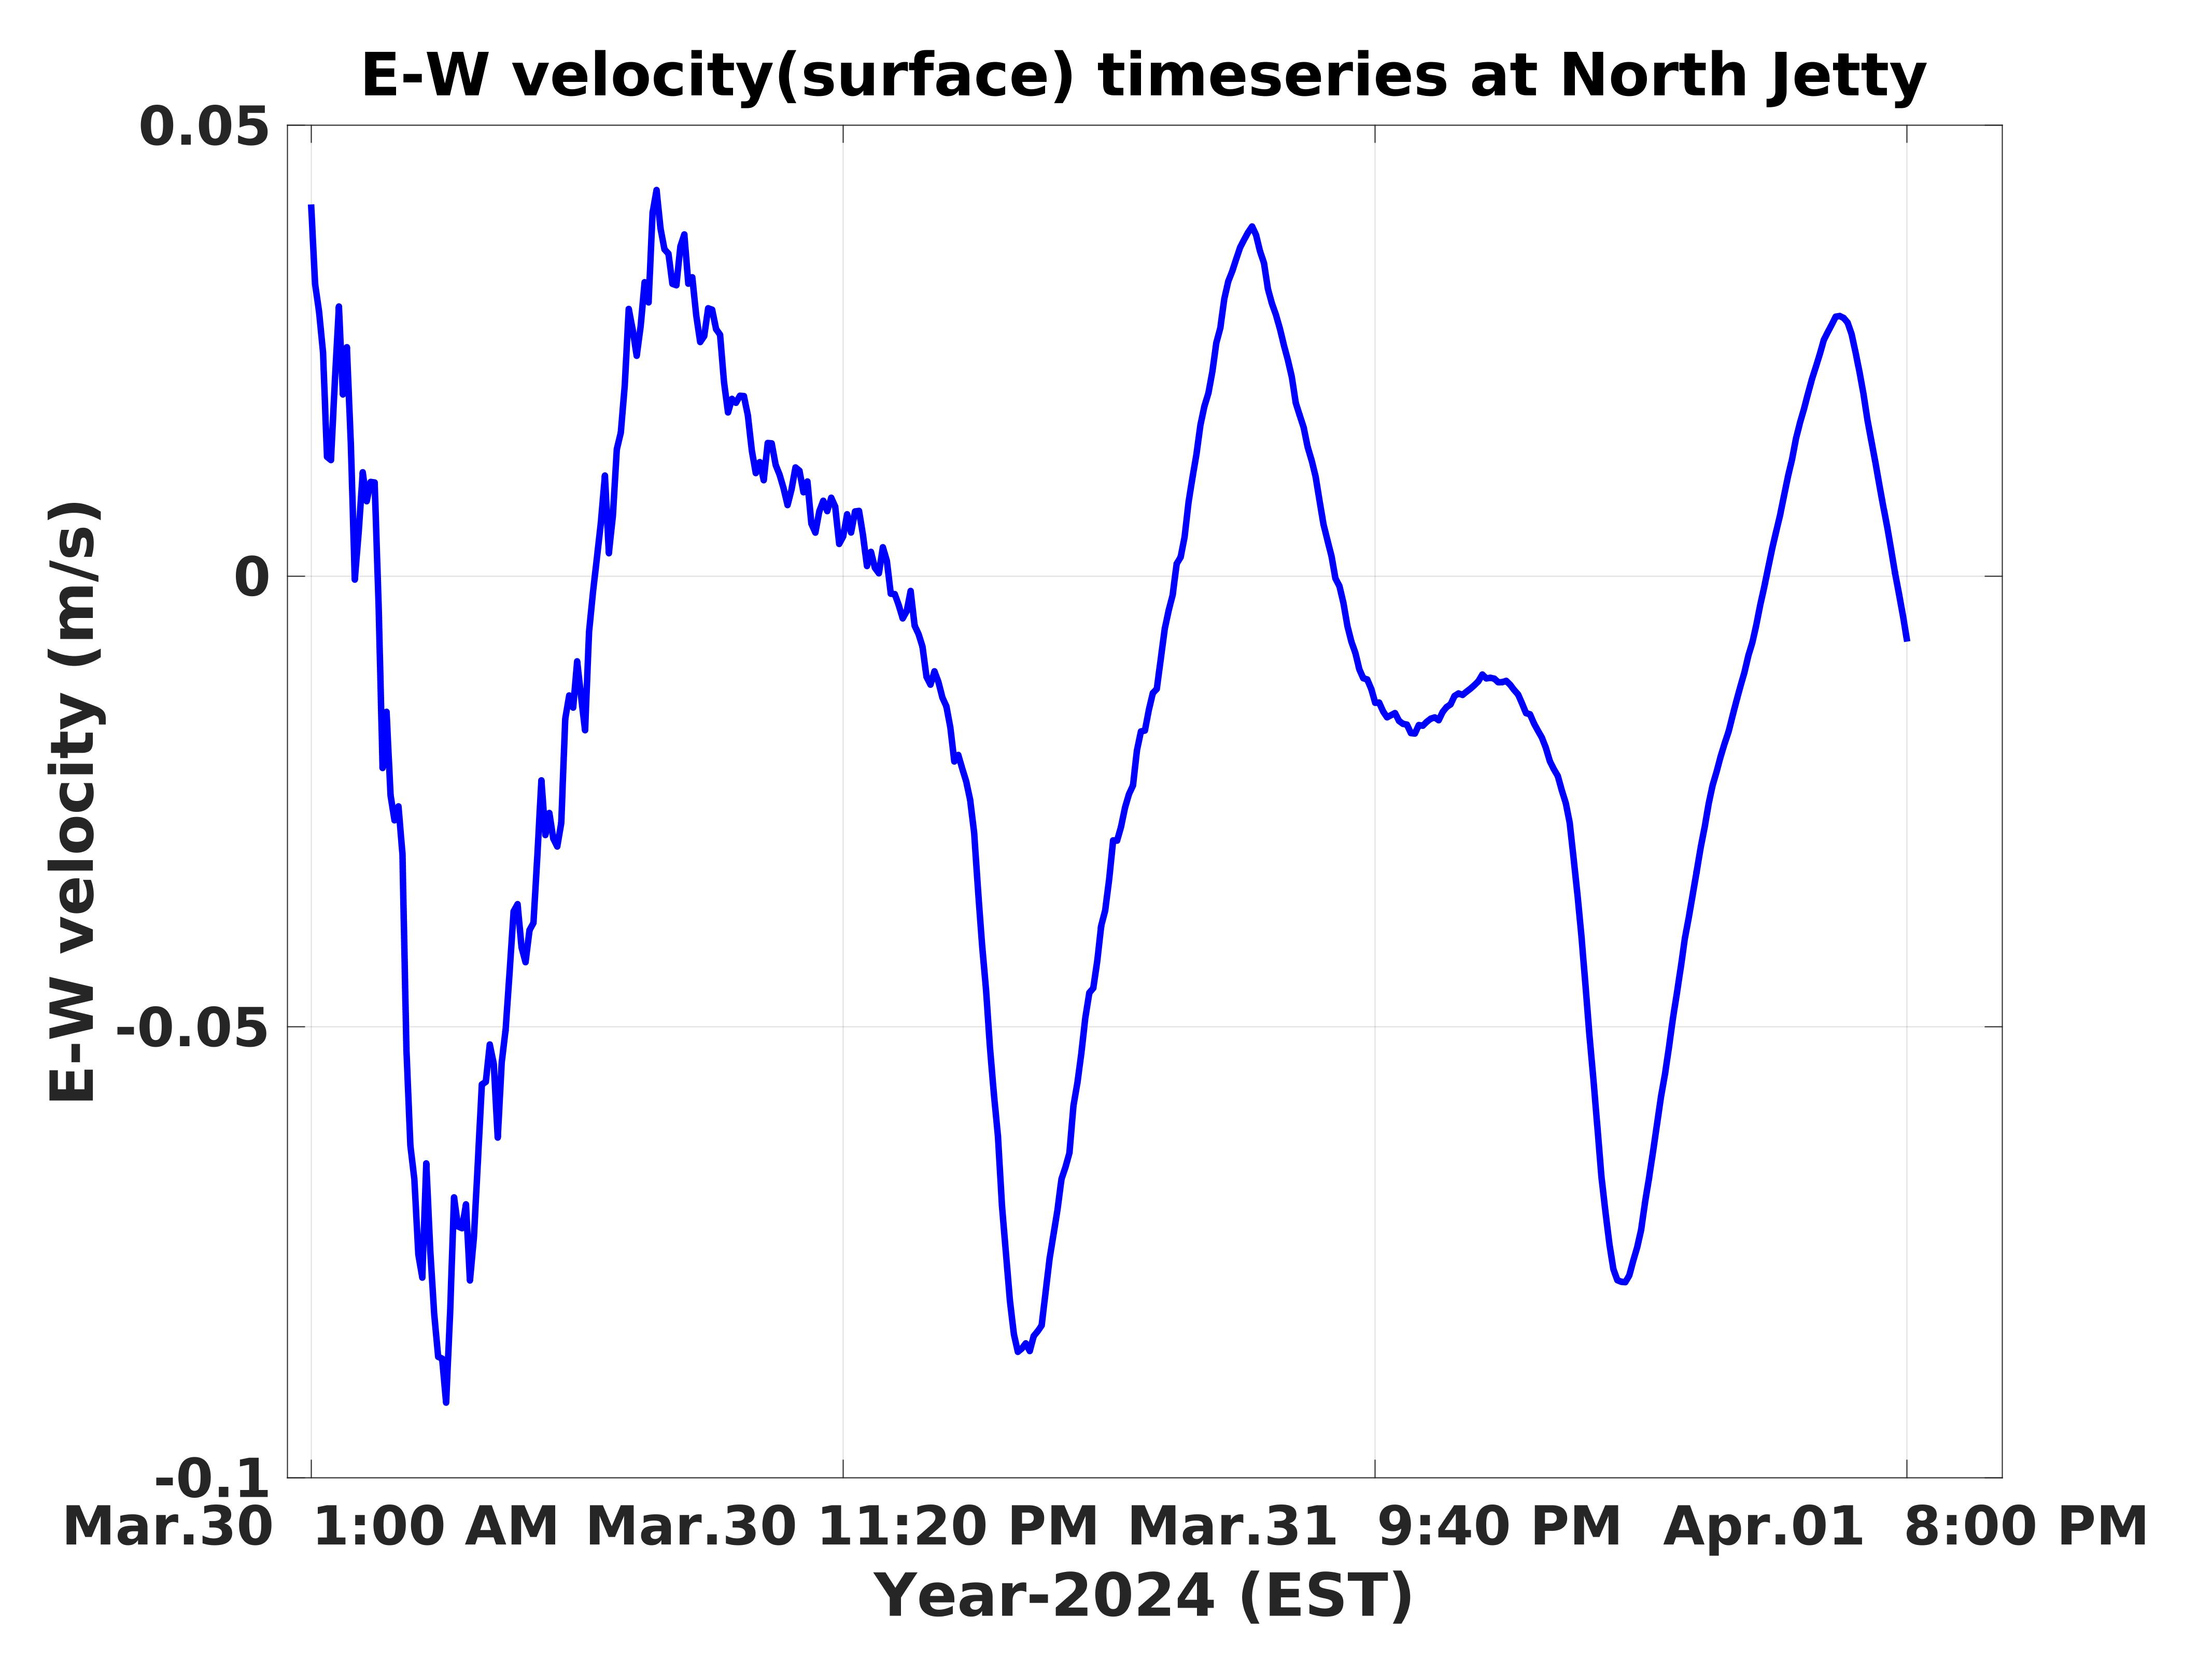 E-W velocity(surface) timeseries at North Jetty
0.05
0
-0.05
-0.1
E-W velocity (m/s)
Mar.30 1:00 AM Mar.30 11:20 PM Mar.31 9:40 PM Apr.01 8:00 PM
Year-2024 (EST)